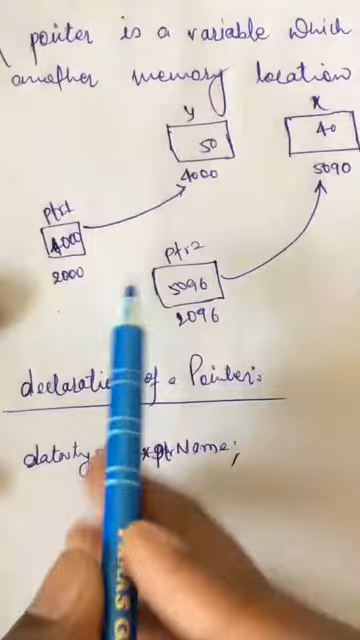 A pointer is a variable which
another memory location
y
x
50
40
4000
5090
ptr1
4000
2000
ptr2
5096
2096
declaration of a Pointer:
*ptrName;